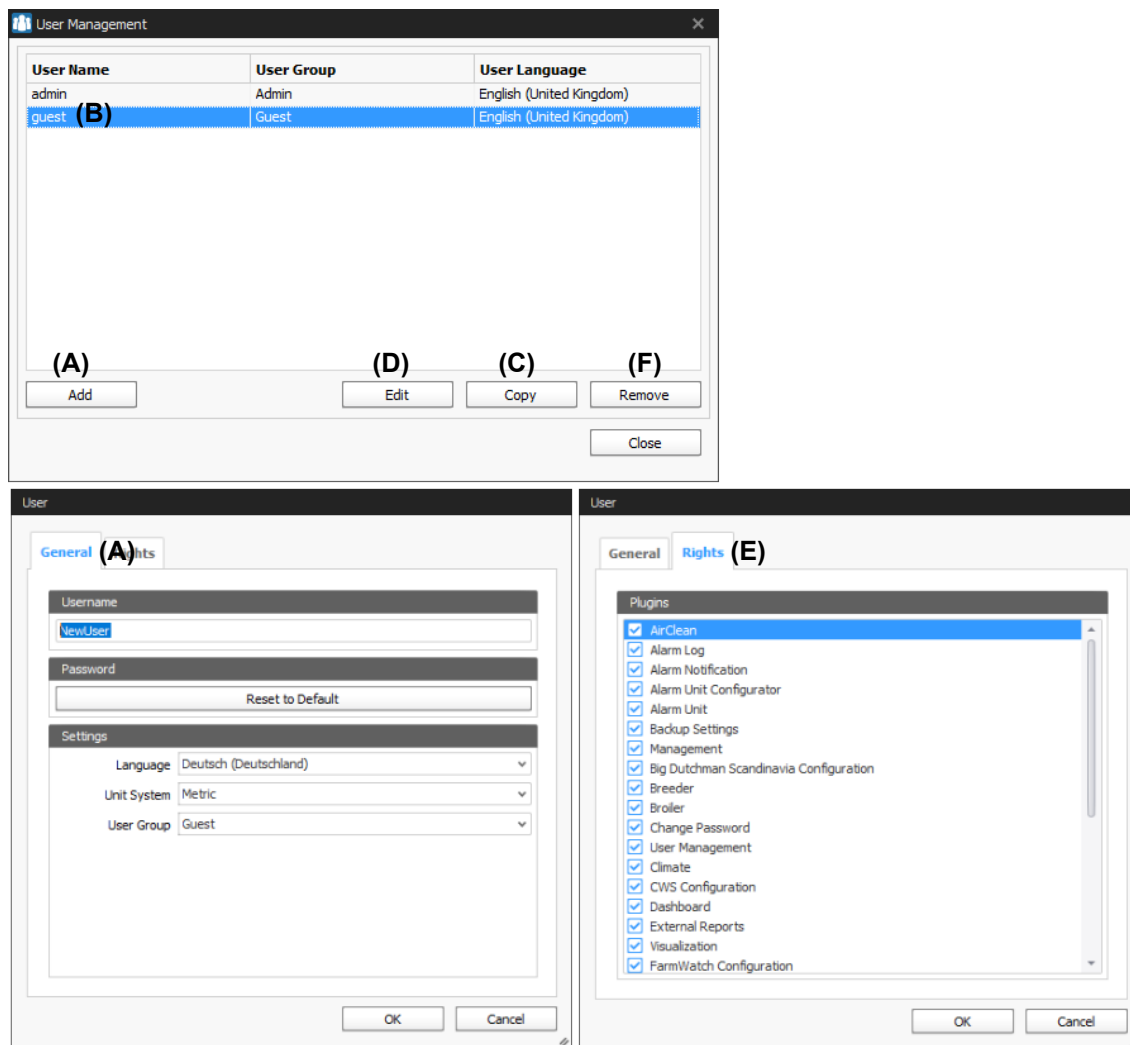 User Management
User Name User Group User Language
admin Admin English (United Kingdom)
guest (B) Guest English (United Kingdom)
(A) (D) (C) (F)
Add Edit Copy Remove
Close
User
General (A) Rights
Username
NewUser
Password
Reset to Default
Settings
Language Deutsch (Deutschland)
Unit System Metric
User Group Guest
OK Cancel
User
General Rights (E)
Plugins
AirClean
Alarm Log
Alarm Notification
Alarm Unit Configurator
Alarm Unit
Backup Settings
Management
Big Dutchman Scandinavia Configuration
Breeder
Broiler
Change Password
User Management
Climate
CWS Configuration
Dashboard
External Reports
Visualization
FarmWatch Configuration
OK Cancel